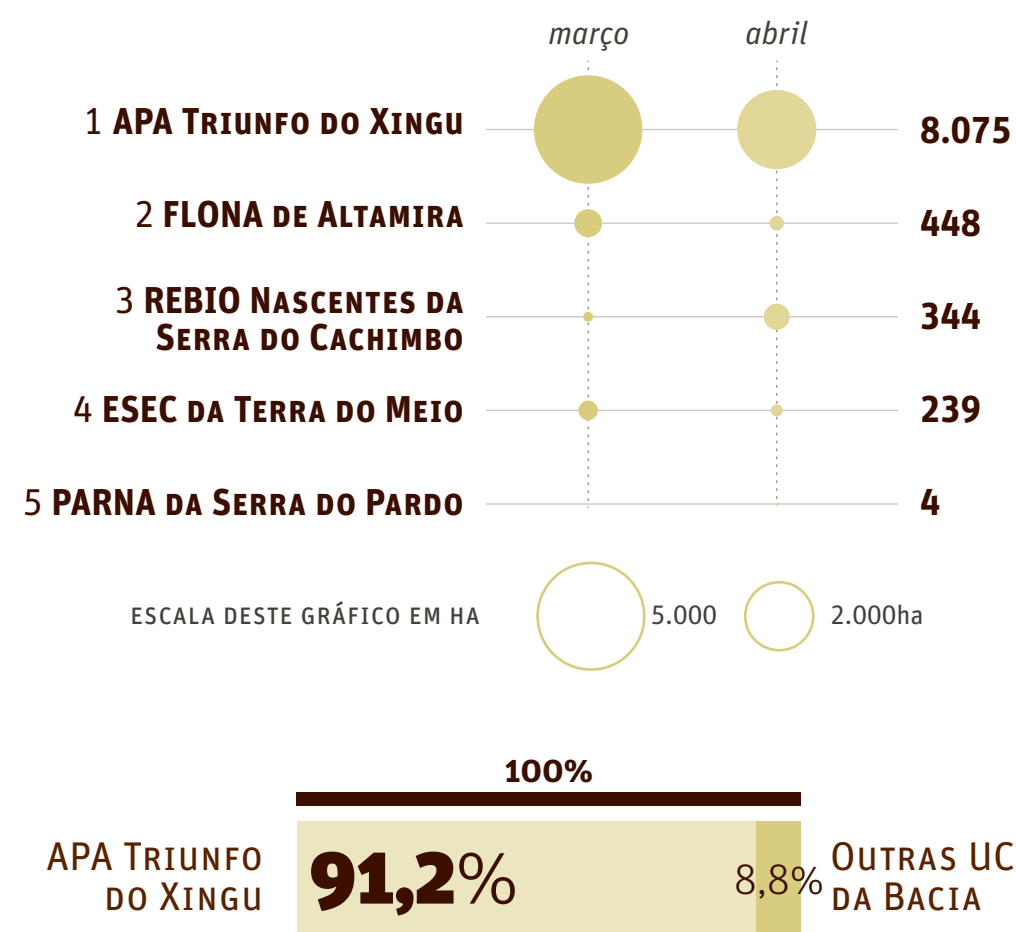 março abril
1 APA Triunfo do Xingu 8.075
2 FLONA de Altamira 448
3 REBIO Nascentes da
Serra do Cachimbo 344
4 ESEC da Terra do Meio 239
5 PARNA da Serra do Pardo 4
ESCALA DESTE GRÁFICO EM HA 5.000 2.000ha
100%
APA Triunfo
do Xingu
91,2%
8,8%
Outras UC
da Bacia